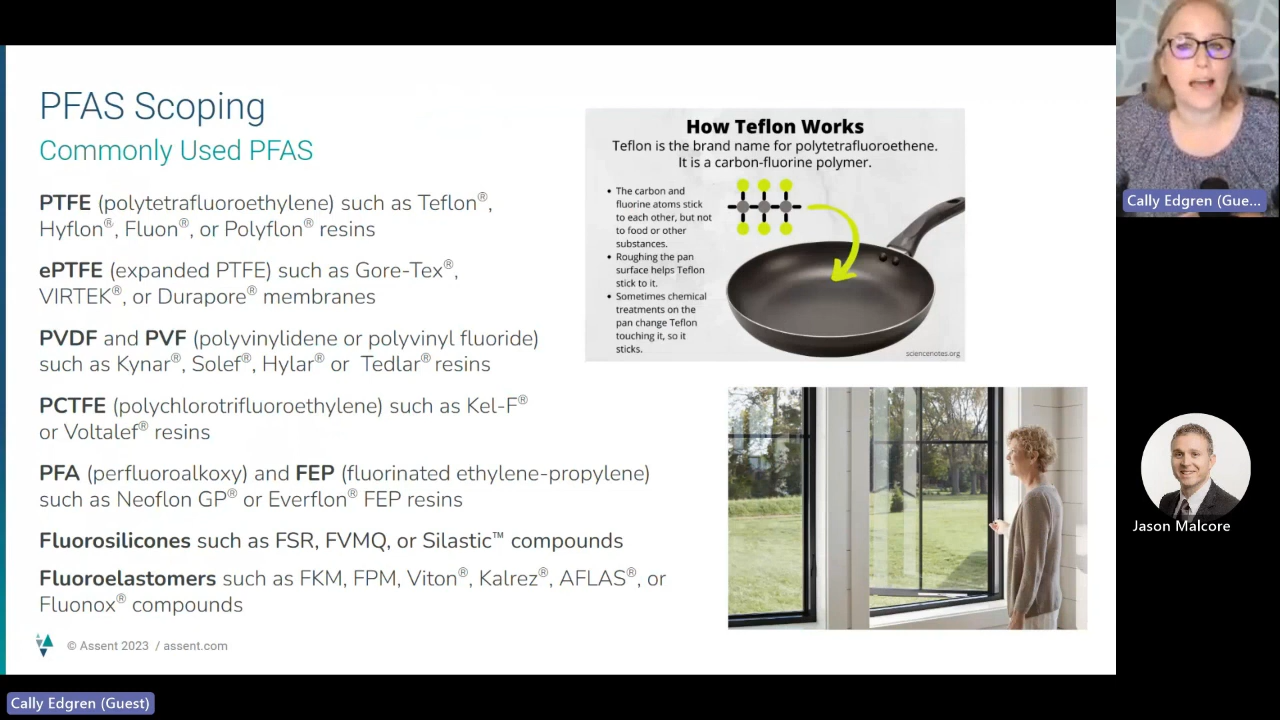 PFAS Scoping
Commonly Used PFAS
PTFE (polytetrafluoroethylene) such as Teflon®,
Hyflon®, Fluon®, or Polyflon® resins
ePTFE (expanded PTFE) such as Gore-Tex®,
VIRTEK®, or Durapore® membranes
PVDF and PVF (polyvinylidene or polyvinyl fluoride)
such as Kynar®, Solef®, Hylar® or Tedlar® resins
PCTFE (polychlorotrifluoroethylene) such as Kel-F®
or Voltalef® resins
PFA (perfluoroalkoxy) and FEP (fluorinated ethylene-propylene)
such as Neoflon GP® or Everflon® FEP resins
Fluorosilicones such as FSR, FVMQ, or Silastic™ compounds
Fluoroelastomers such as FKM, FPM, Viton®, Kalrez®, AFLAS®, or
Fluonox® compounds
© Assent 2023 / assent.com
How Teflon Works
Teflon is the brand name for polytetrafluoroethene.
It is a carbon-fluorine polymer.
• The carbon and
fluorine atoms stick
to each other, but not
to food or other
substances.
• Roughing the pan
surface helps Teflon
stick to it.
• Sometimes chemical
treatments on the
pan change Teflon
touching it, so it
sticks.
sciencenotes.org
Cally Edgren (Gue...
Jason Malcore
Cally Edgren (Guest)